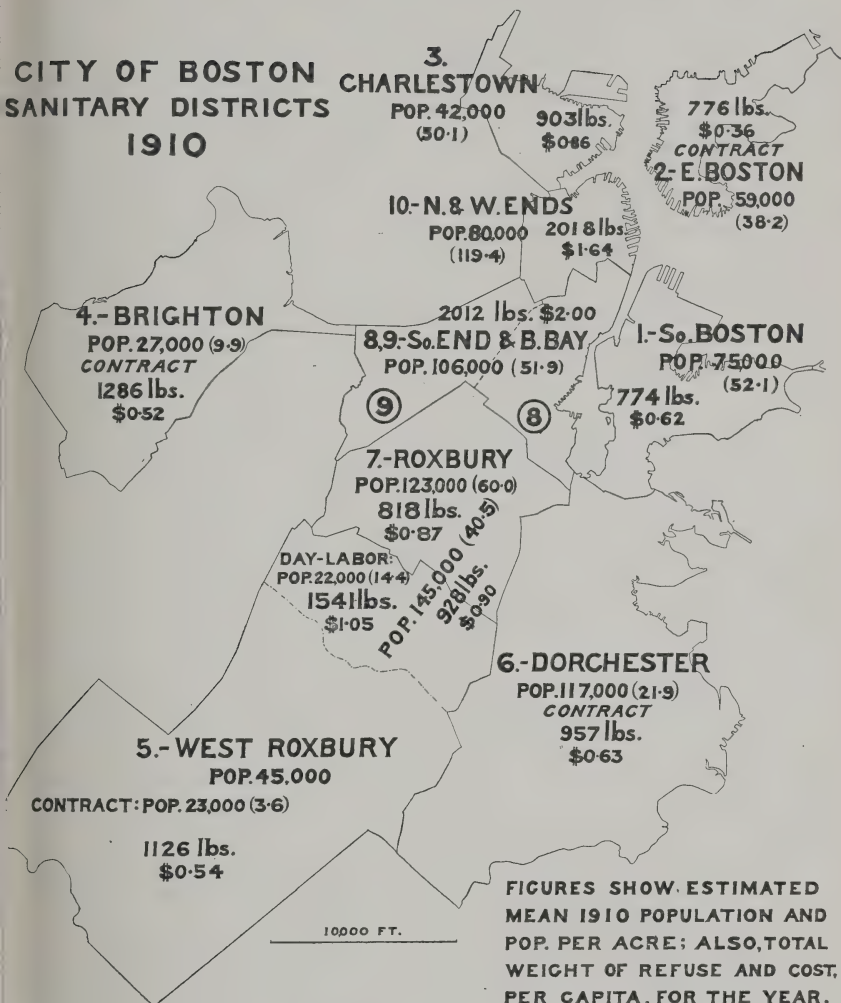 CITY OF BOSTON
SANITARY DISTRICTS
1910
3.
CHARLESTOWN
POP. 42,000
(50·1)
903 lbs.
$0·86
776 lbs.
$0·36
CONTRACT
2-E. BOSTON
POP. 59,000
(38·2)
10.-N. & W. ENDS
POP. 80,000
(119·4)
2018 lbs.
$1·64
4.-BRIGHTON
POP. 27,000 (9·9)
CONTRACT
1286 lbs.
$0·52
2012 lbs. $2·00
8,9.-So. END & B. BAY
POP. 106,000 (51·9)
9
8
1.-So. BOSTON
POP. 75000
(52·1)
774 lbs.
$0·62
7.-ROXBURY
POP. 123,000 (60·0)
818 lbs.
$0·87
DAY-LABOR:
POP. 22,000 (14·4)
1541 lbs.
$1·05
POP. 145,000 (40·5)
928 lbs.
$0·90
6.-DORCHESTER
POP. 117,000 (21·9)
CONTRACT
957 lbs.
$0·63
5.-WEST ROXBURY
POP. 45,000
CONTRACT: POP. 23,000 (3·6)
1126 lbs.
$0·54
10,000 FT.
FIGURES SHOW ESTIMATED
MEAN 1910 POPULATION AND
POP. PER ACRE; ALSO, TOTAL
WEIGHT OF REFUSE AND COST,
PER CAPITA, FOR THE YEAR.